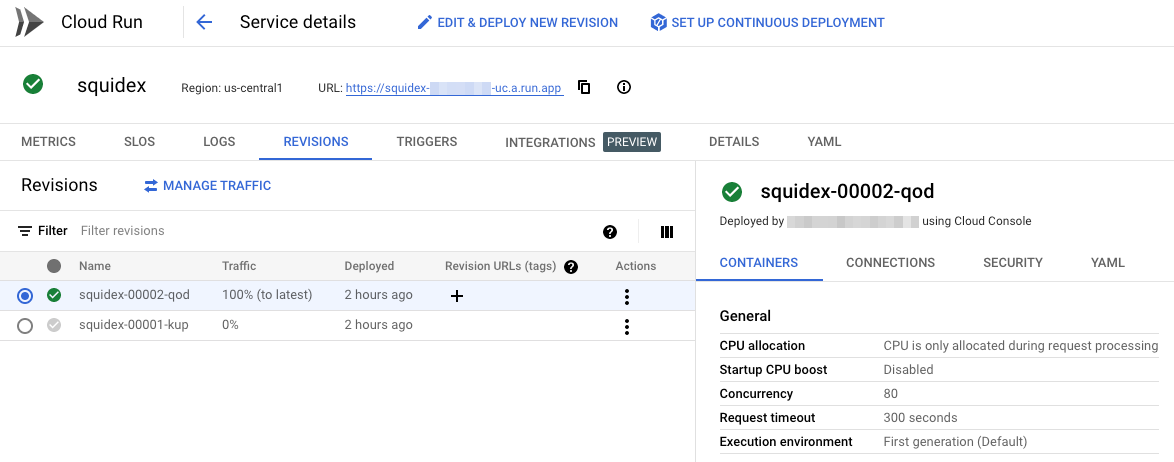 Cloud Run
Service details
EDIT & DEPLOY NEW REVISION
SET UP CONTINUOUS DEPLOYMENT
squidex
Region: us-central1
URL: https://squidex- -uc.a.run.app
METRICS SLOS LOGS REVISIONS TRIGGERS INTEGRATIONS PREVIEW DETAILS YAML
Revisions
MANAGE TRAFFIC
Filter Filter revisions
Name Traffic Deployed Revision URLs (tags) Actions
squidex-00002-qod 100% (to latest) 2 hours ago
squidex-00001-kup 0% 2 hours ago
squidex-00002-qod
Deployed by using Cloud Console
CONTAINERS CONNECTIONS SECURITY YAML
General
CPU allocation CPU is only allocated during request processing
Startup CPU boost Disabled
Concurrency 80
Request timeout 300 seconds
Execution environment First generation (Default)